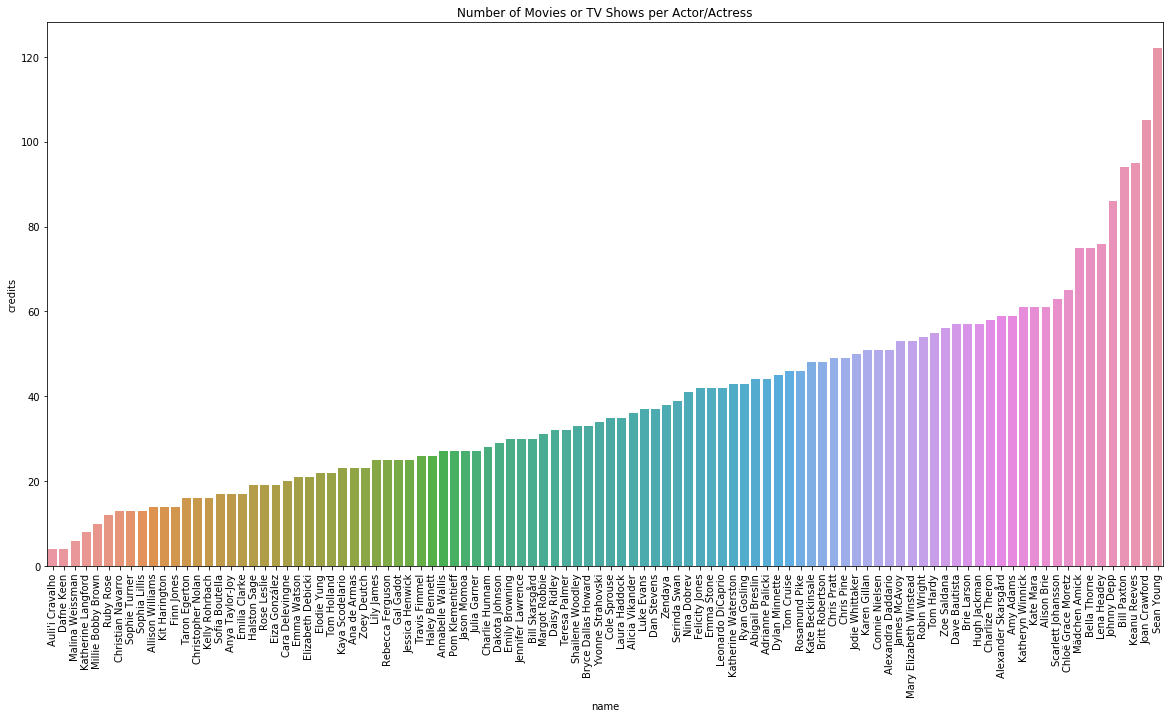 Number of Movies or TV Shows per Actor/Actress
credits
120
100
80
60
40
20
0
Auli'i Cravalho
Dafne Keen
Malina Weissman
Katherine Langford
Millie Bobby Brown
Ruby Rose
Christian Navarro
Sophie Turner
Sophia Lillis
Allison Williams
Kit Harington
Finn Jones
Taron Egerton
Christopher Nolan
Kelly Rohrbach
Sofia Boutella
Anya Taylor-Joy
Emilia Clarke
Halston Sage
Rose Leslie
Eiza González
Cara Delevingne
Emma Watson
Elizabeth Debicki
Elodie Yung
Tom Holland
Kaya Scodelario
Ana de Armas
Zoey Deutch
Lily James
Rebecca Ferguson
Gal Gadot
Jessica Henwick
Travis Fimmel
Haley Bennett
Annabelle Wallis
Pom Klementieff
Jason Momoa
Julia Garner
Charlie Hunnam
Dakota Johnson
Emily Browning
Jennifer Lawrence
Bill Skarsgård
Margot Robbie
Daisy Ridley
Teresa Palmer
Shailene Woodley
Bryce Dallas Howard
Yvonne Strahovski
Cole Sprouse
Laura Haddock
Alicia Vikander
Luke Evans
Dan Stevens
Zendaya
Serinda Swan
Nina Dobrev
Felicity Jones
Emma Stone
Leonardo DiCaprio
Katherine Waterston
Ryan Gosling
Abigail Breslin
Adrianne Palicki
Dylan Minnette
Tom Cruise
Rosamund Pike
Kate Beckinsale
Britt Robertson
Chris Pratt
Chris Pine
Jodie Whittaker
Karen Gillan
Connie Nielsen
Alexandra Daddario
James McAvoy
Mary Elizabeth Winstead
Robin Wright
Tom Hardy
Zoe Saldana
Dave Bautista
Brie Larson
Hugh Jackman
Charlize Theron
Alexander Skarsgård
Amy Adams
Katheryn Winnick
Kate Mara
Alison Brie
Scarlett Johansson
Chloë Grace Moretz
Mädchen Amick
Bella Thorne
Lena Headey
Johnny Depp
Bill Paxton
Keanu Reeves
Joan Crawford
Sean Young
name